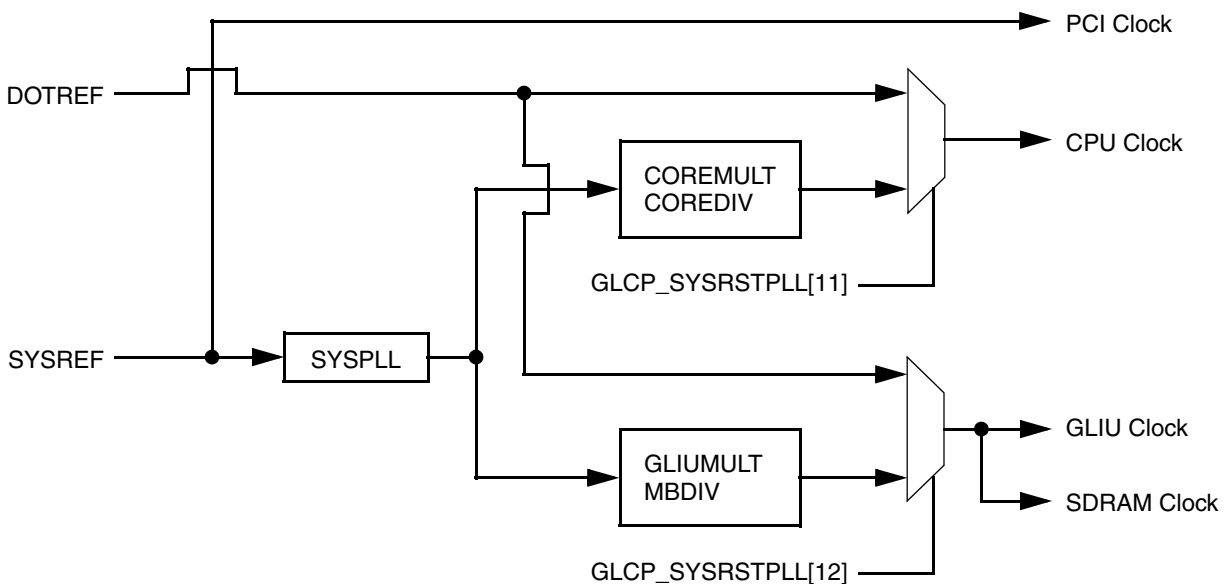 PCI Clock
DOTREF
CPU Clock
COREMULT
COREDIV
GLCP_SYSRSTPLL[11]
SYSREF
SYSPLL
GLIU Clock
GLIUMULT
MBDIV
SDRAM Clock
GLCP_SYSRSTPLL[12]